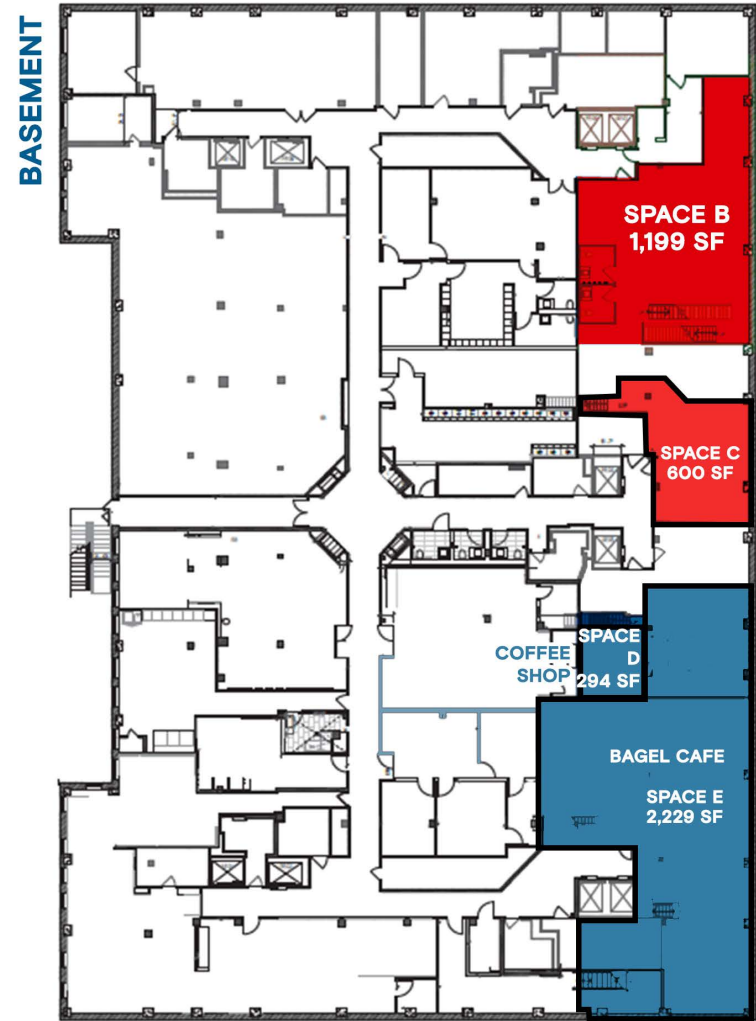 BASEMENT
SPACE B
1,199 SF
SPACE C
600 SF
COFFEE
SHOP
SPACE
D
294 SF
BAGEL CAFE
SPACE E
2,229 SF